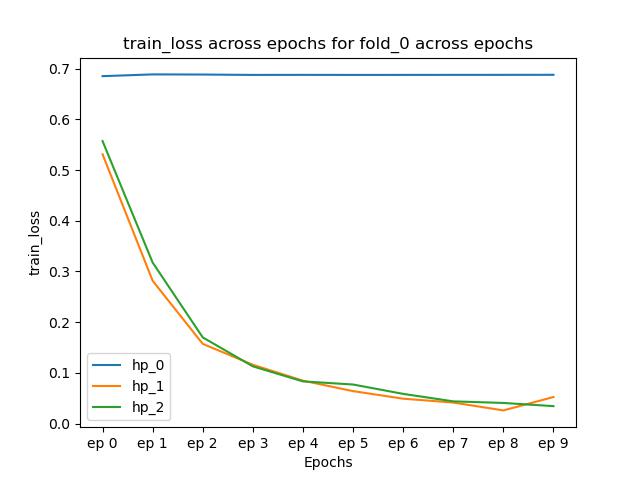 train_loss across epochs for fold_0 across epochs
train_loss
0.7
0.6
0.5
0.4
0.3
0.2
0.1
0.0
hp_0
hp_1
hp_2
ep 0 ep 1 ep 2 ep 3 ep 4 ep 5 ep 6 ep 7 ep 8 ep 9
Epochs